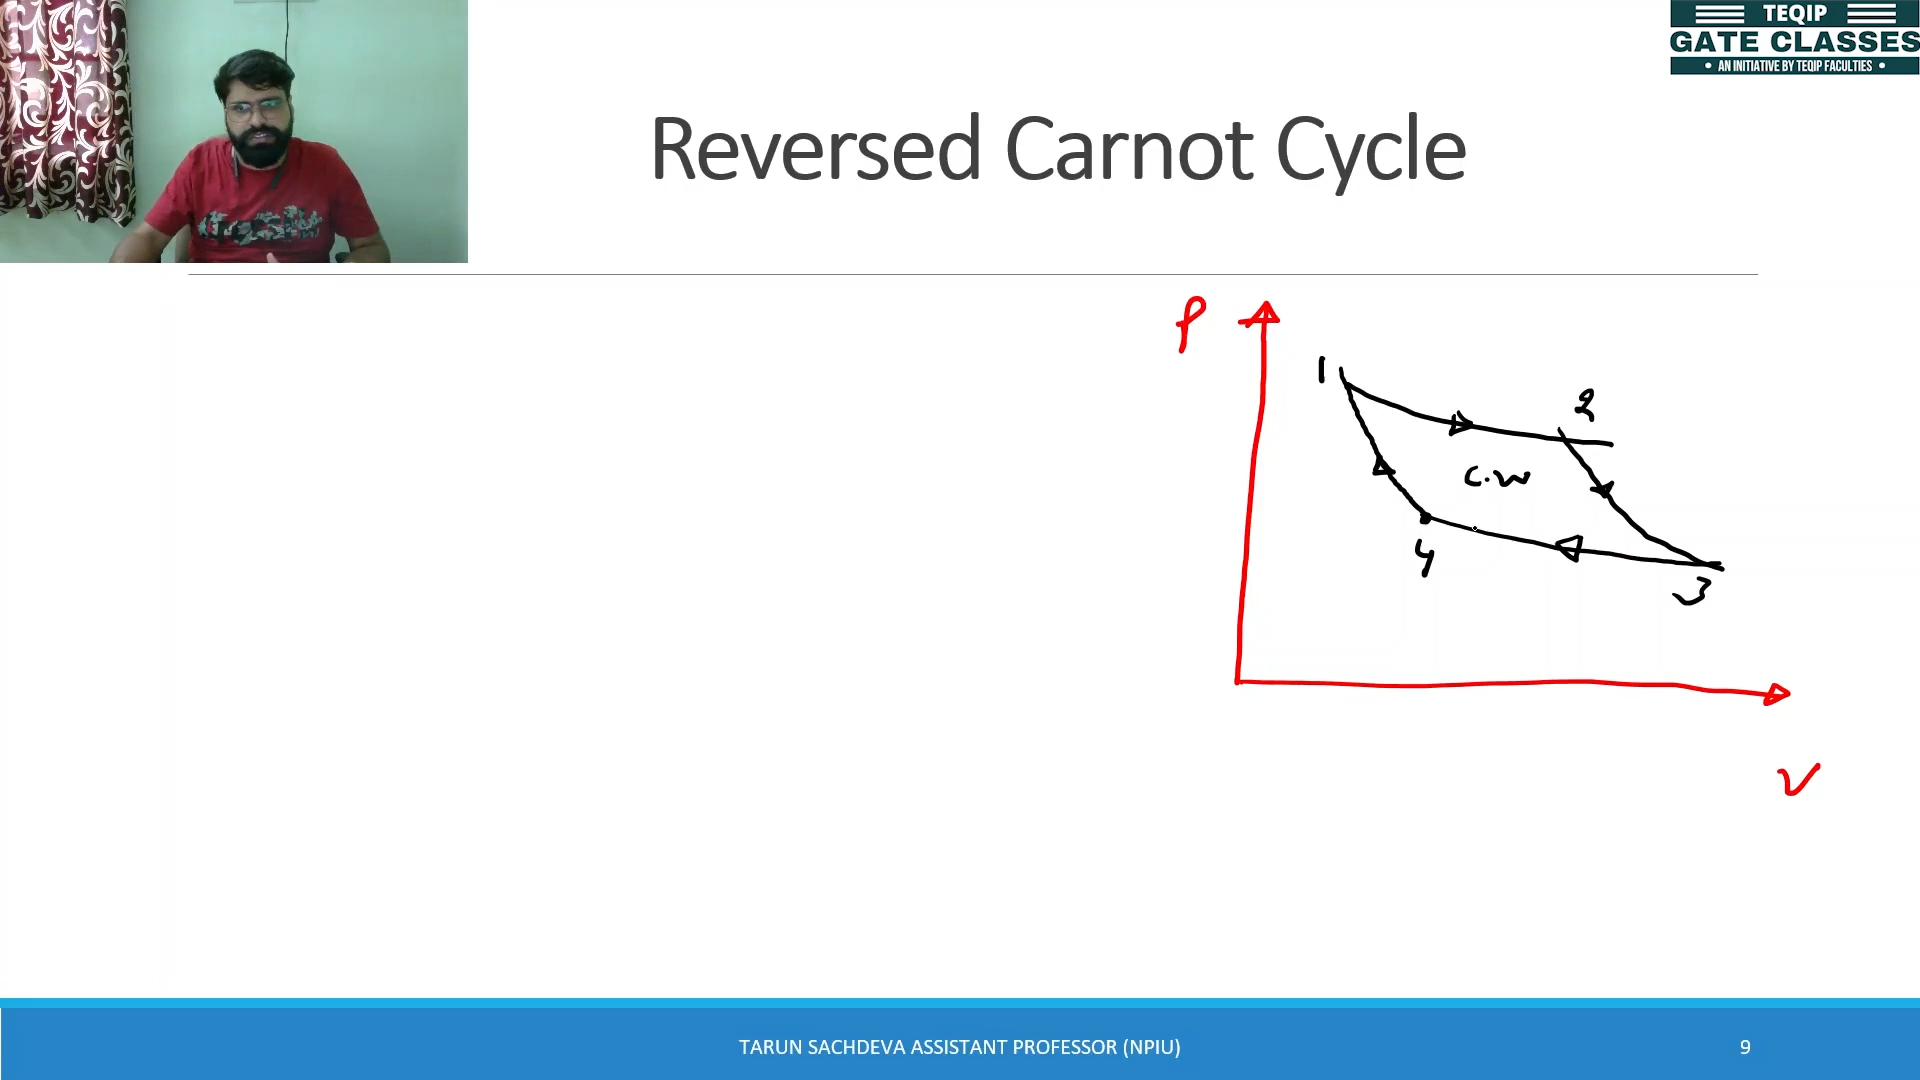 TEQIP
GATE CLASSES
• AN INITIATIVE BY TEQIP FACULTIES •
Reversed Carnot Cycle
P
1
2
C.W
4
3
V
TARUN SACHDEVA ASSISTANT PROFESSOR (NPIU)
9